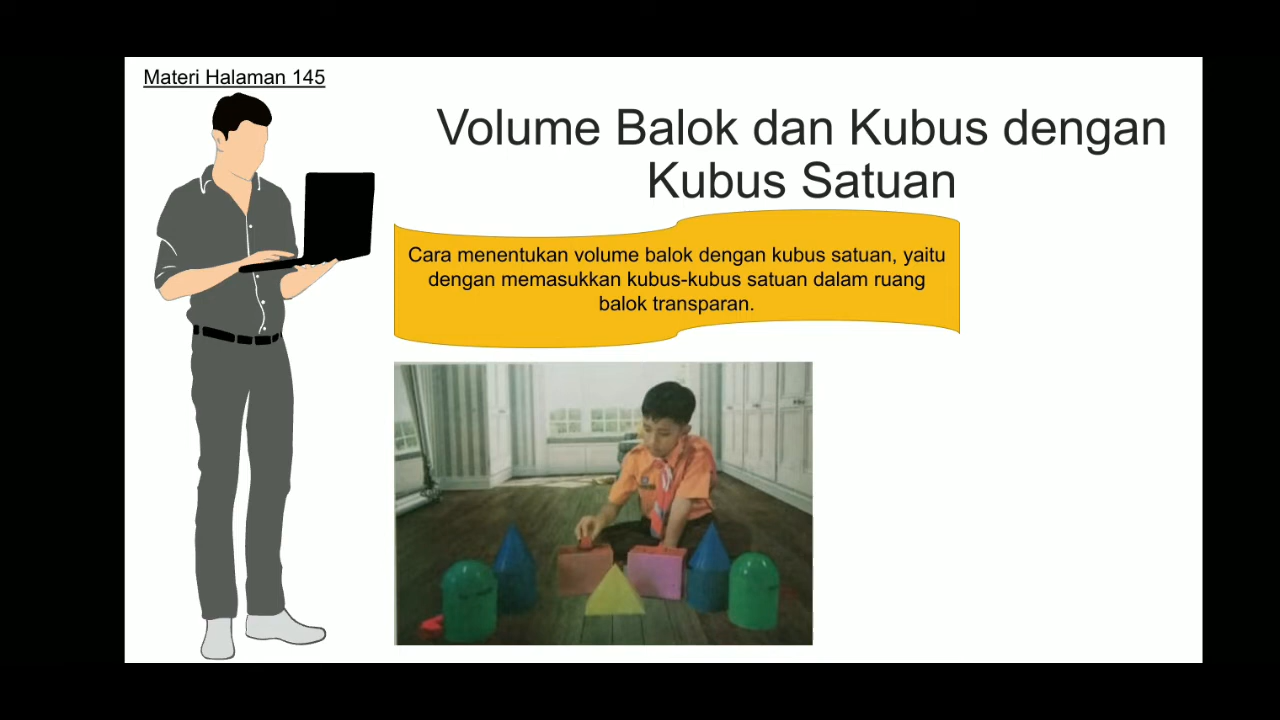 Materi Halaman 145
Volume Balok dan Kubus dengan
Kubus Satuan
Cara menentukan volume balok dengan kubus satuan, yaitu
dengan memasukkan kubus-kubus satuan dalam ruang
balok transparan.